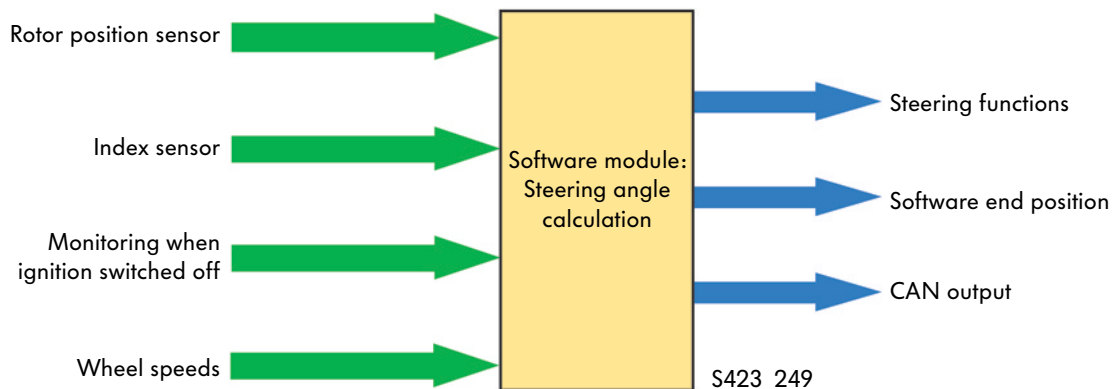 Rotor position sensor
Index sensor
Monitoring when
ignition switched off
Wheel speeds
Software module:
Steering angle
calculation
Steering functions
Software end position
CAN output
S423_249